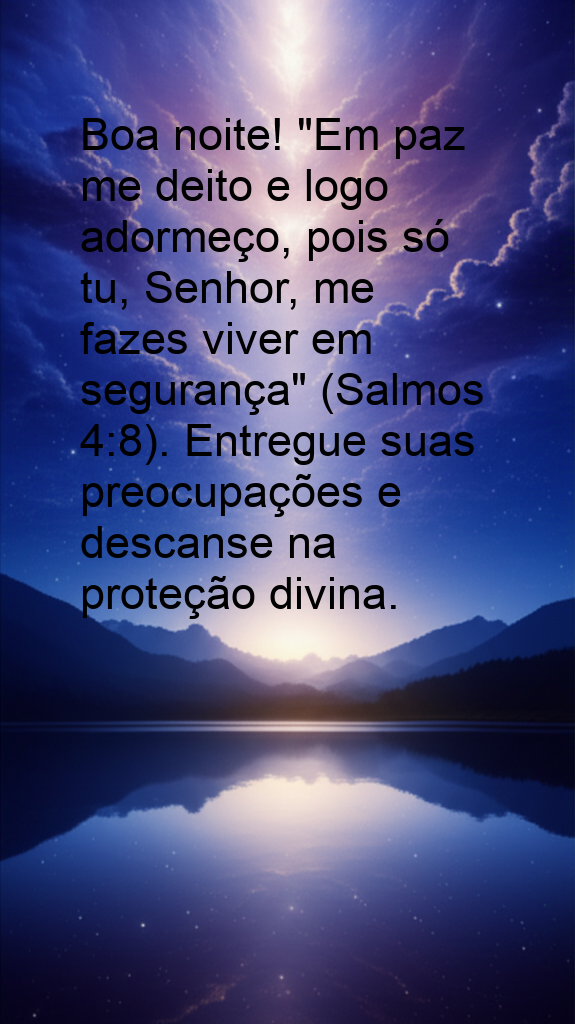 Boa noite! "Em paz
me deito e logo
adormeço, pois só
tu, Senhor, me
fazes viver em
segurança" (Salmos
4:8). Entregue suas
preocupações e
descanse na
proteção divina.